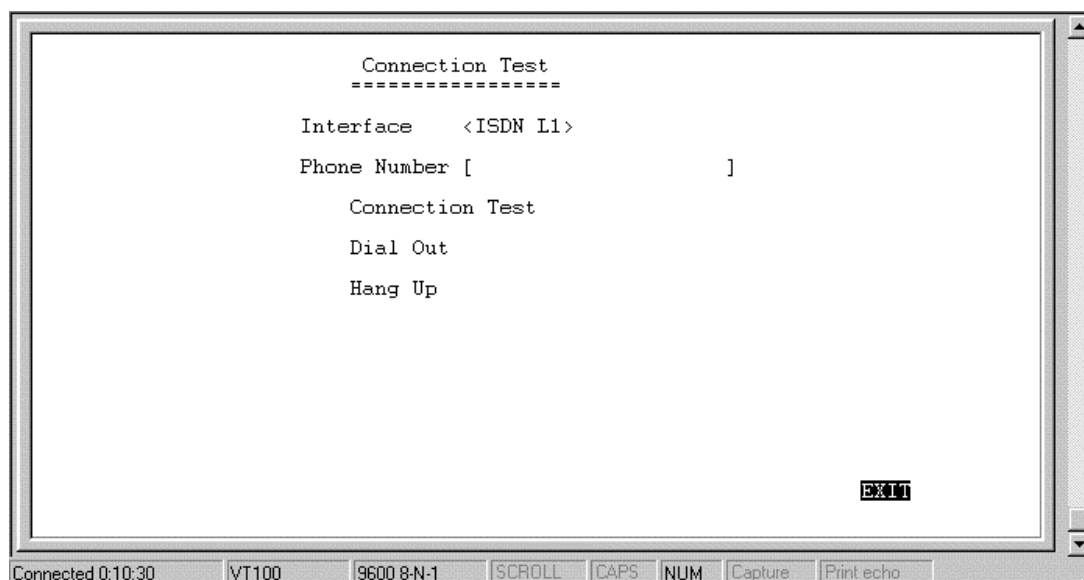 Connection Test
==================
Interface <ISDN L1>
Phone Number [ ]
Connection Test
Dial Out
Hang Up
EXIT
Connected 0:10:30 VT100 9600 8-N-1 SCROLL CAPS NUM Capture Print echo